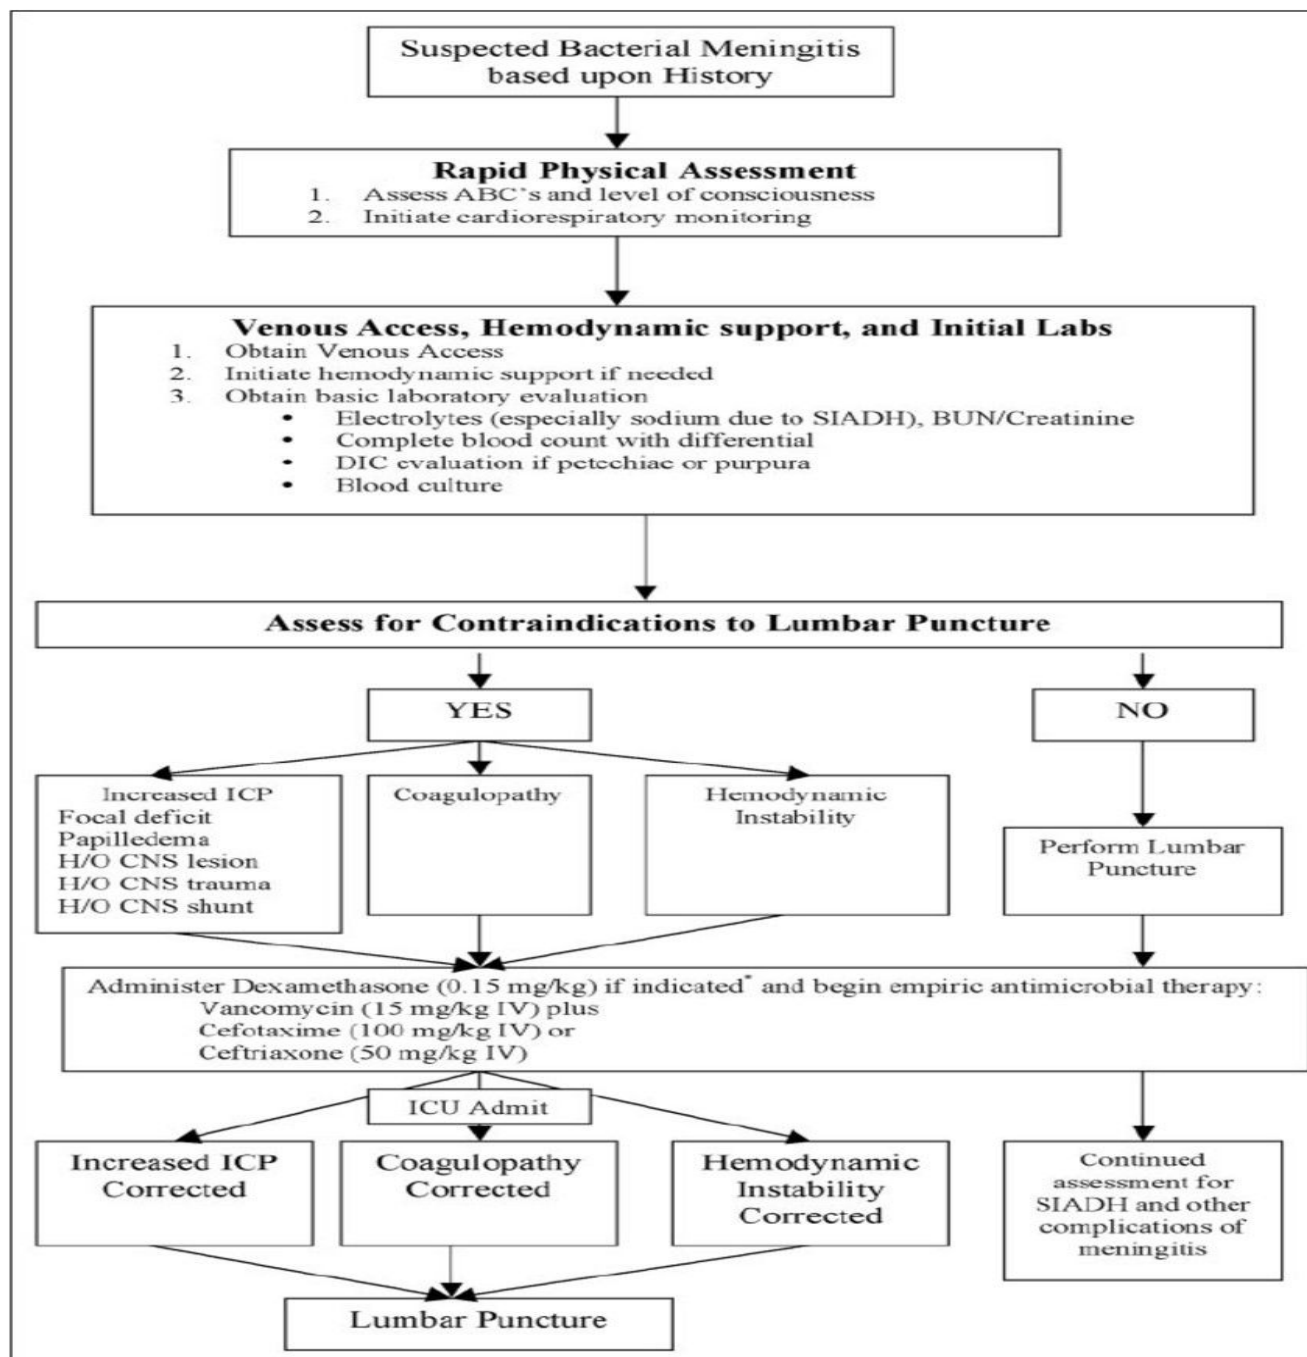 Suspected Bacterial Meningitis
based upon History
Rapid Physical Assessment
1. Assess ABC's and level of consciousness
2. Initiate cardiorespiratory monitoring
Venous Access, Hemodynamic support, and Initial Labs
1. Obtain Venous Access
2. Initiate hemodynamic support if needed
3. Obtain basic laboratory evaluation
• Electrolytes (especially sodium due to SIADH), BUN/Creatinine
• Complete blood count with differential
• DIC evaluation if petechiae or purpura
• Blood culture
Assess for Contraindications to Lumbar Puncture
YES
NO
Increased ICP
Focal deficit
Papilledema
H/O CNS lesion
H/O CNS trauma
H/O CNS shunt
Coagulopathy
Hemodynamic
Instability
Perform Lumbar
Puncture
Administer Dexamethasone (0.15 mg/kg) if indicated* and begin empiric antimicrobial therapy:
Vancomycin (15 mg/kg IV) plus
Cefotaxime (100 mg/kg IV) or
Ceftriaxone (50 mg/kg IV)
ICU Admit
Increased ICP
Corrected
Coagulopathy
Corrected
Hemodynamic
Instability
Corrected
Continued
assessment for
SIADH and other
complications of
meningitis
Lumbar Puncture